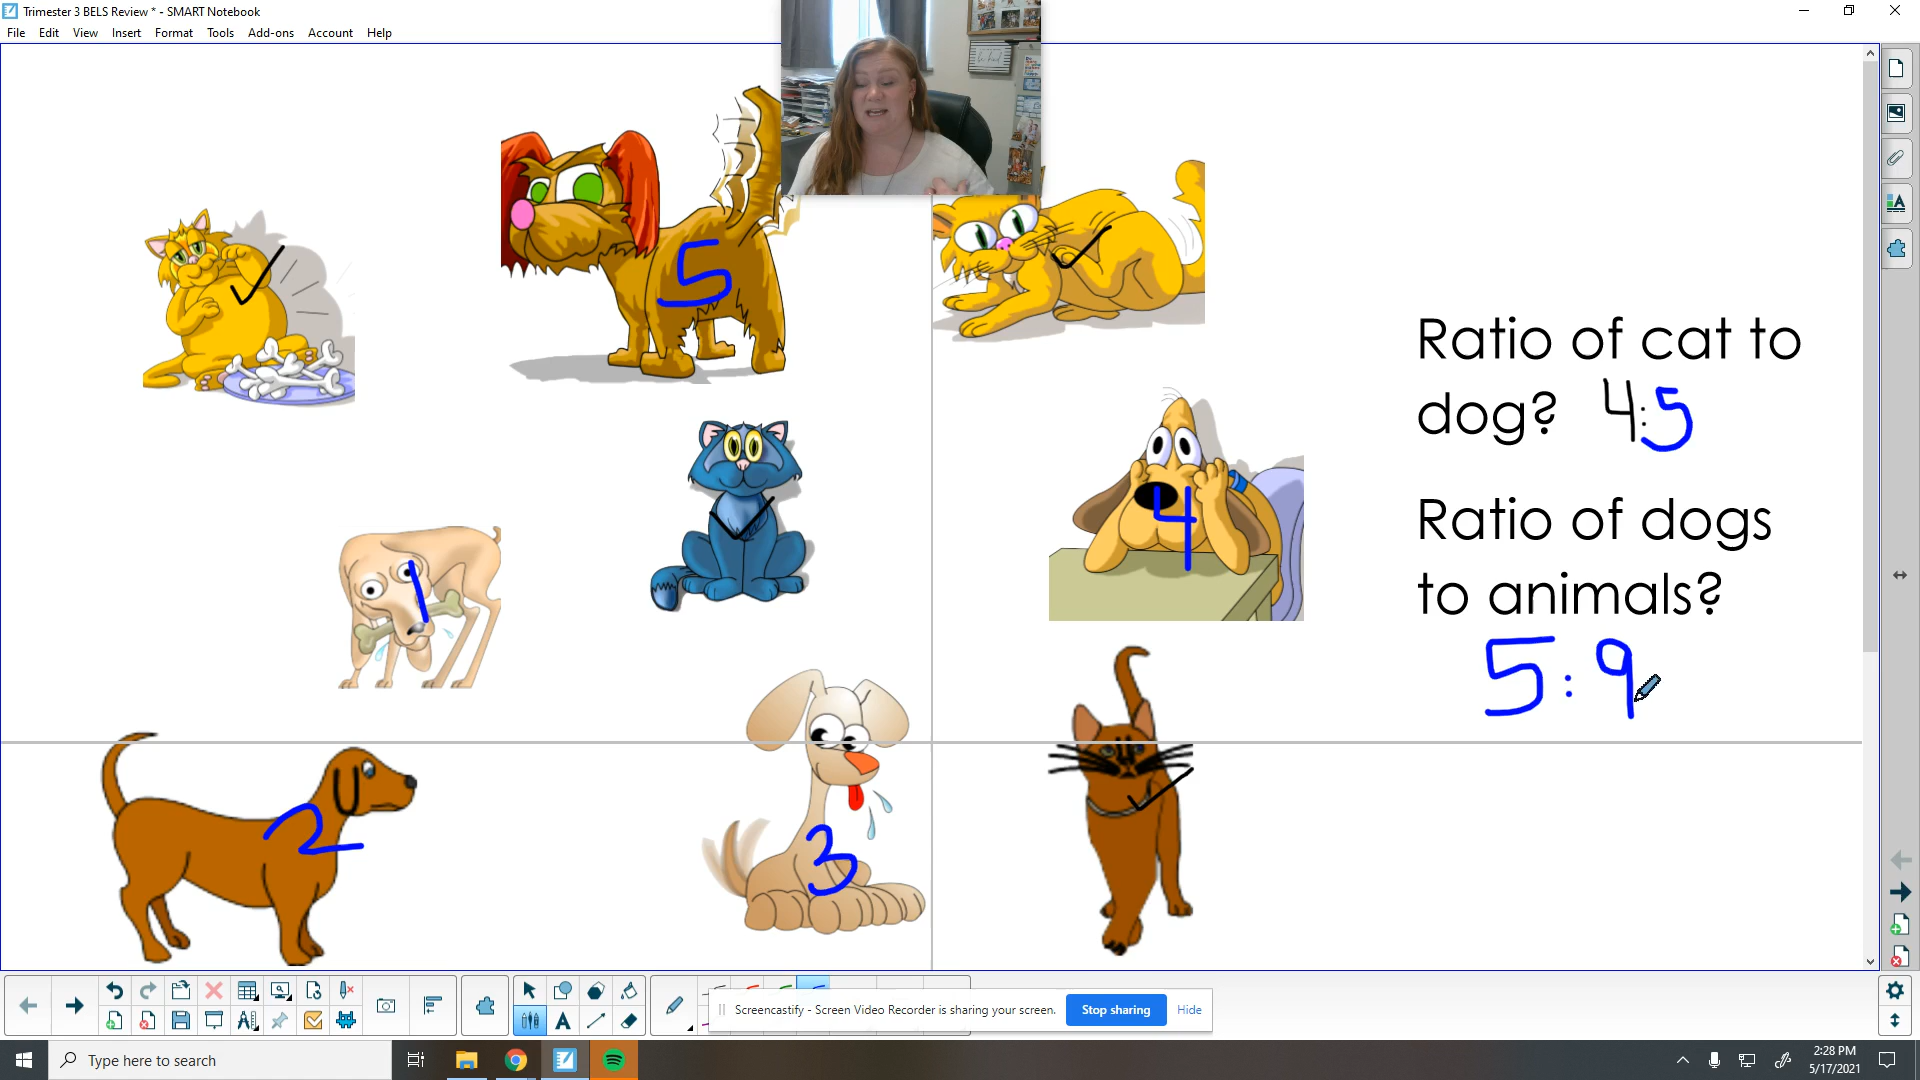 Trimester 3 BELS Review * - SMART Notebook
File Edit View Insert Format Tools Add-ons Account Help
5
Ratio of cat to
dog? 4:5
4
Ratio of dogs
to animals?
1
5:9
2
3
Screencastify - Screen Video Recorder is sharing your screen. Stop sharing Hide
Type here to search
2:28 PM
5/17/2021